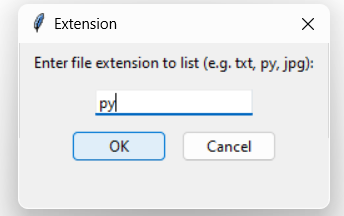 Extension
Enter file extension to list (e.g. txt, py, jpg):
py
OK Cancel